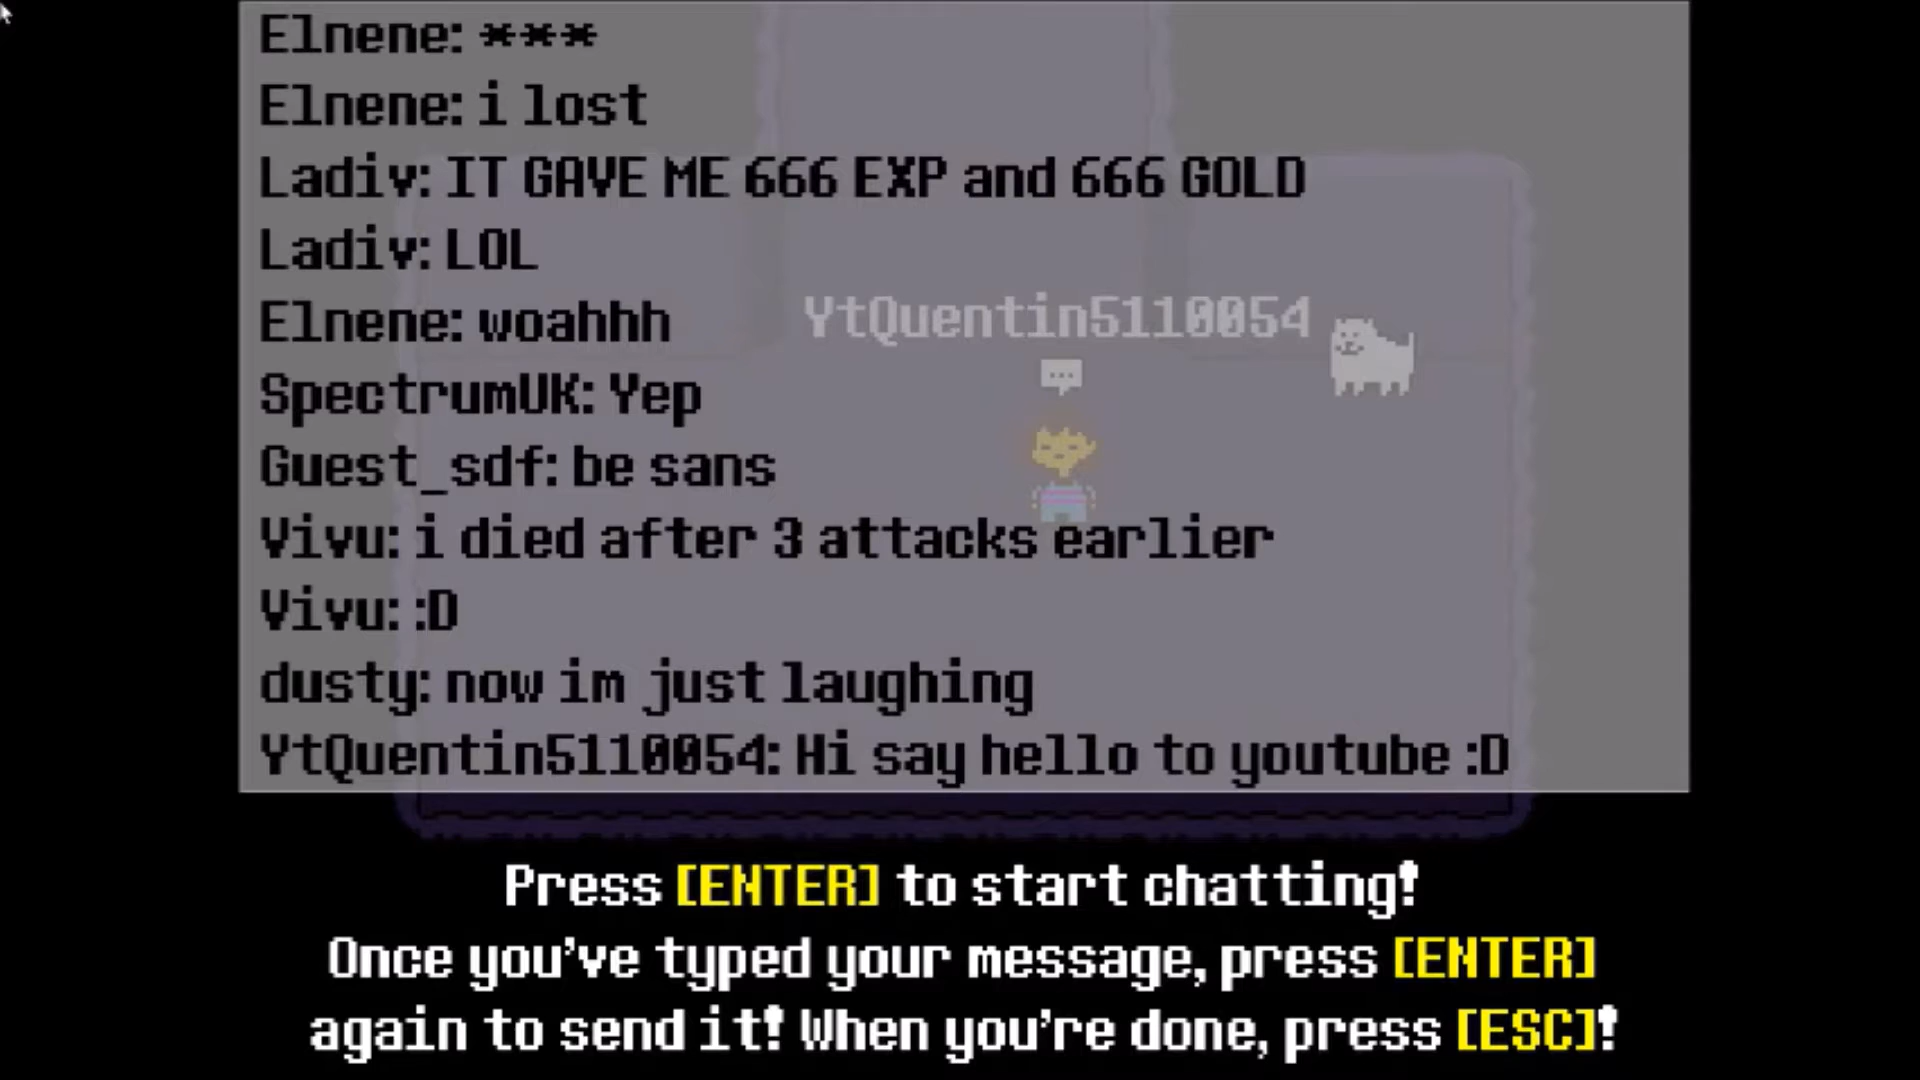 Elnene: ***
Elnene: i lost
Ladiv: IT GAVE ME 666 EXP and 666 GOLD
Ladiv: LOL
Elnene: woahhh
YtQuentin5110054
SpectrumUK: Yep
Guest_sdf: be sans
Vivu: i died after 3 attacks earlier
Vivu: :D
dusty: now im just laughing
YtQuentin5110054: Hi say hello to youtube :D
Press [ENTER] to start chatting!
Once you've typed your message, press [ENTER]
again to send it! When you're done, press [ESC]!